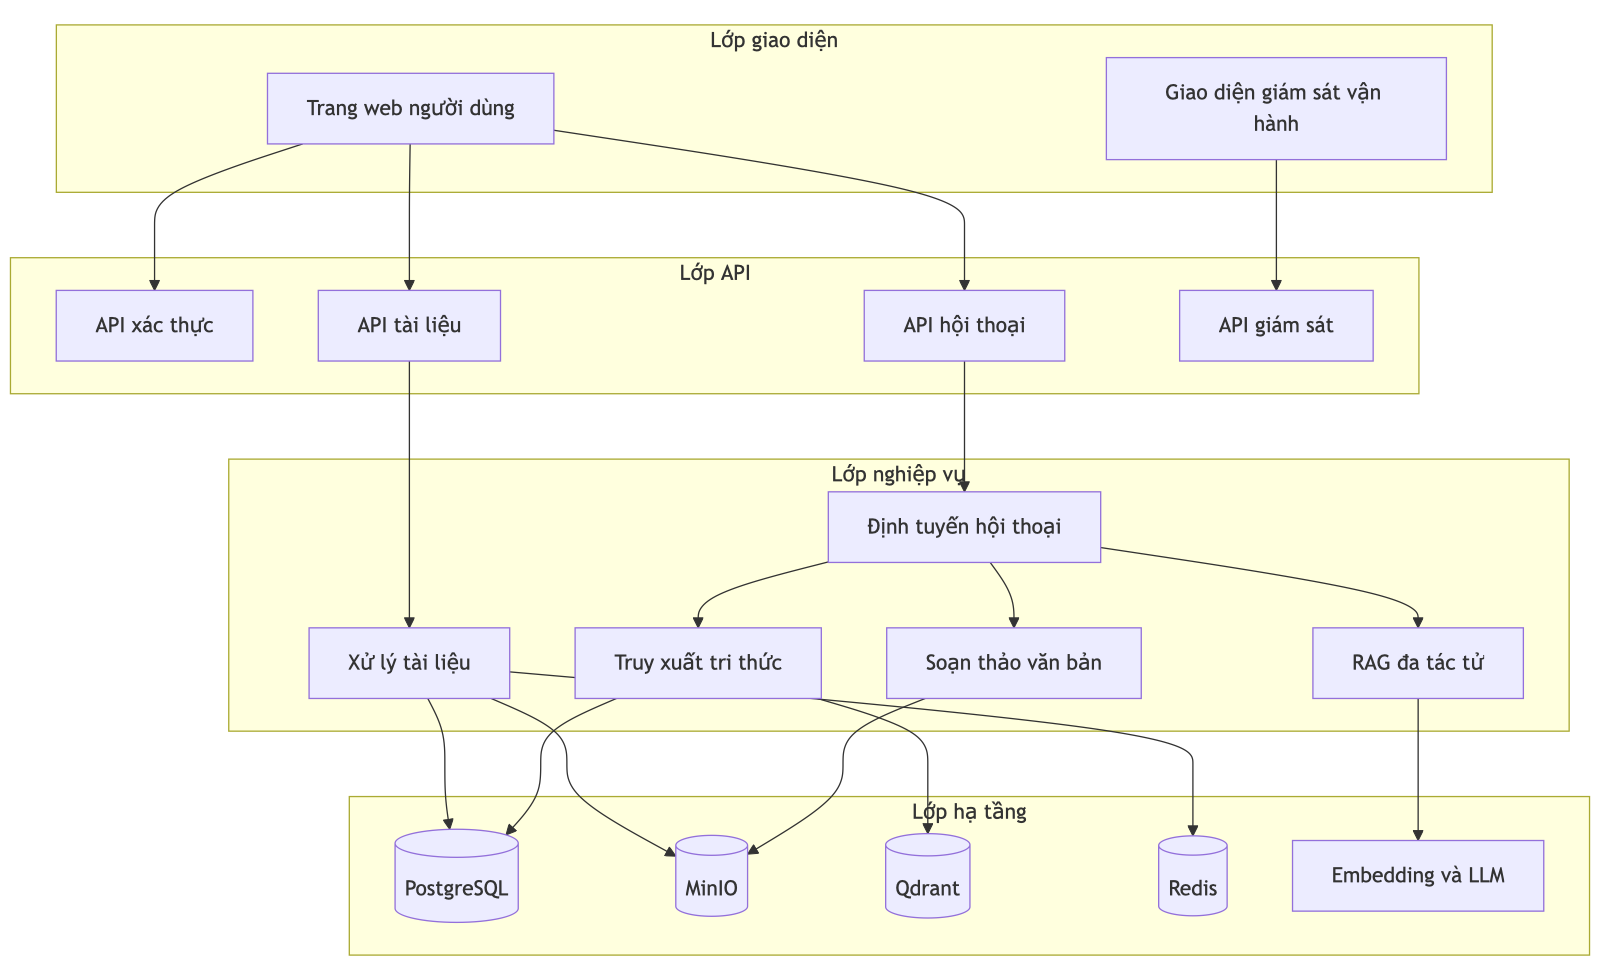 Lớp giao diện
Trang web người dùng
Giao diện giám sát vận
hành
Lớp API
API xác thực
API tài liệu
API hội thoại
API giám sát
Lớp nghiệp vụ
Định tuyến hội thoại
Xử lý tài liệu
Truy xuất tri thức
Soạn thảo văn bản
RAG đa tác tử
Lớp hạ tầng
PostgreSQL
MinIO
Qdrant
Redis
Embedding và LLM